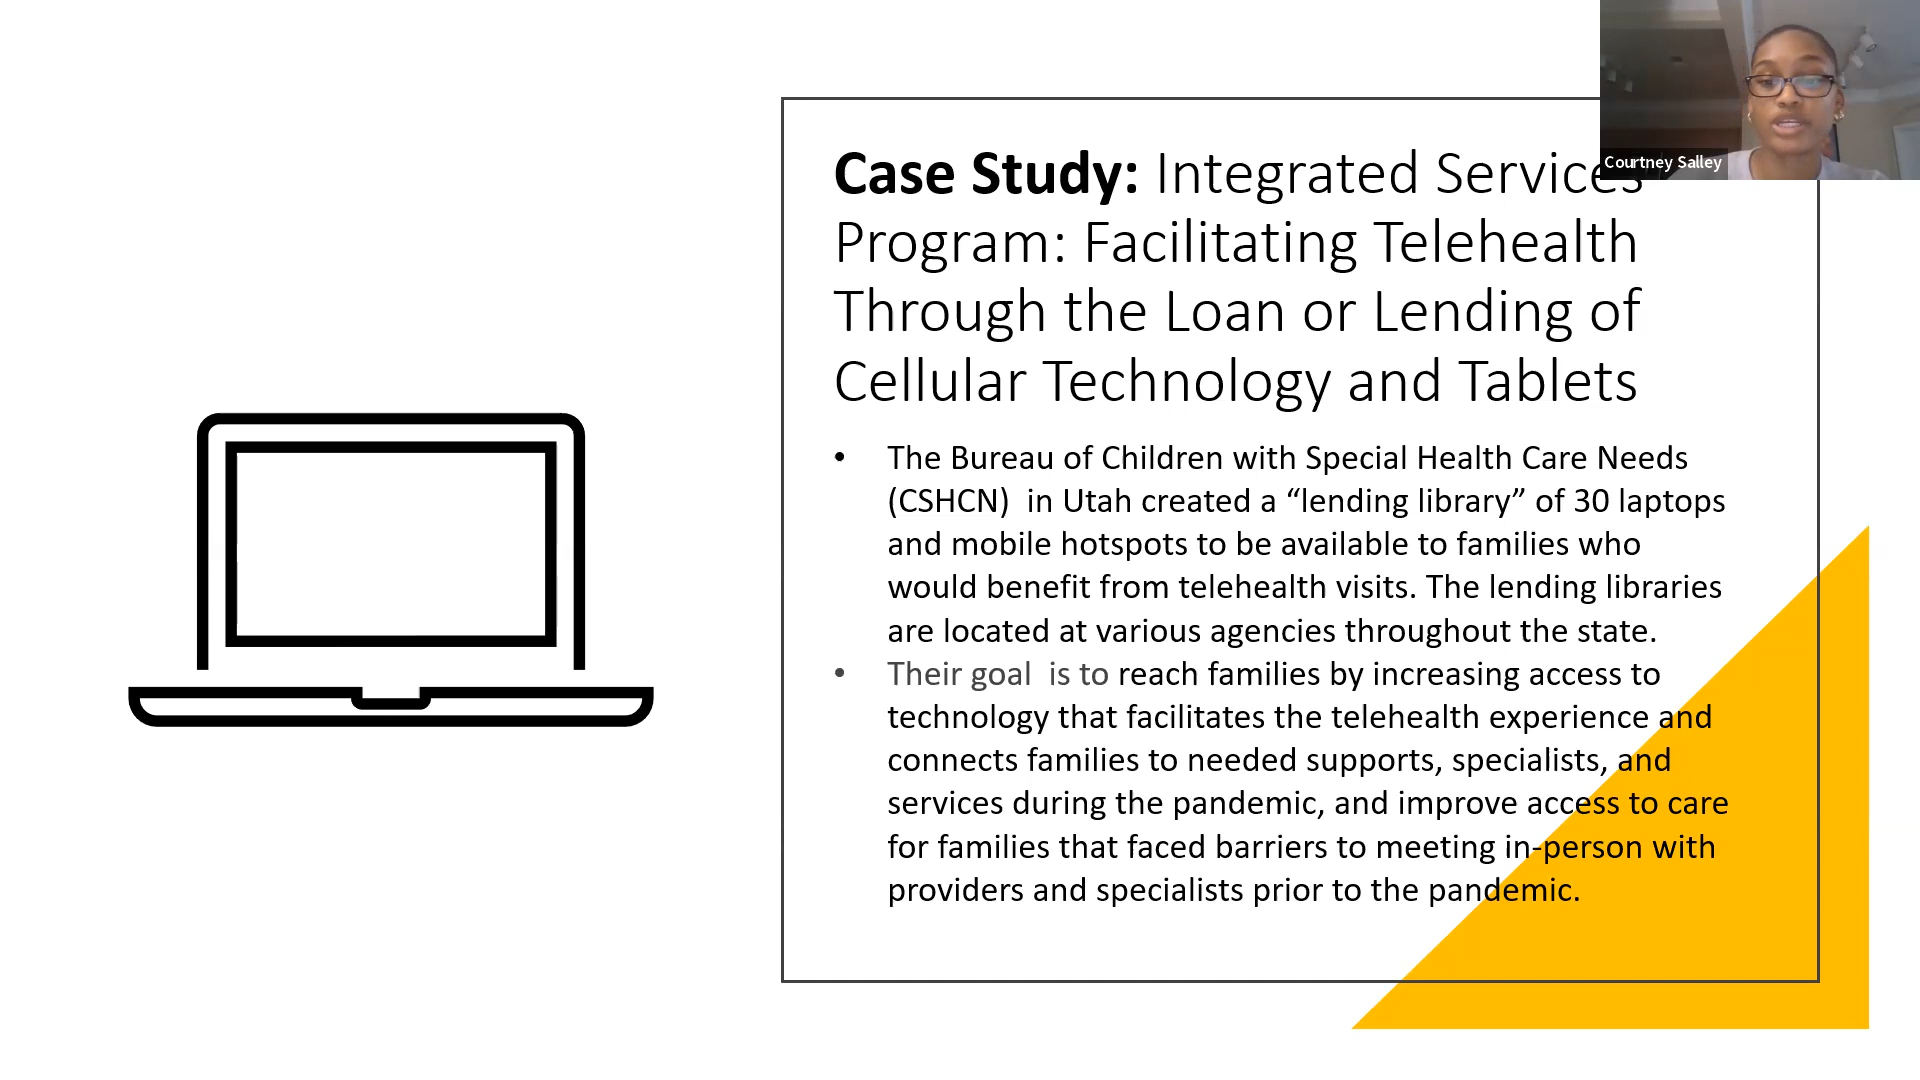 Case Study: Integrated Services
Program: Facilitating Telehealth
Through the Loan or Lending of
Cellular Technology and Tablets
• The Bureau of Children with Special Health Care Needs
(CSHCN)  in Utah created a “lending library” of 30 laptops
and mobile hotspots to be available to families who
would benefit from telehealth visits. The lending libraries
are located at various agencies throughout the state.
• Their goal  is to reach families by increasing access to
technology that facilitates the telehealth experience and
connects families to needed supports, specialists, and
services during the pandemic, and improve access to care
for families that faced barriers to meeting in-person with
providers and specialists prior to the pandemic.
Courtney Salley